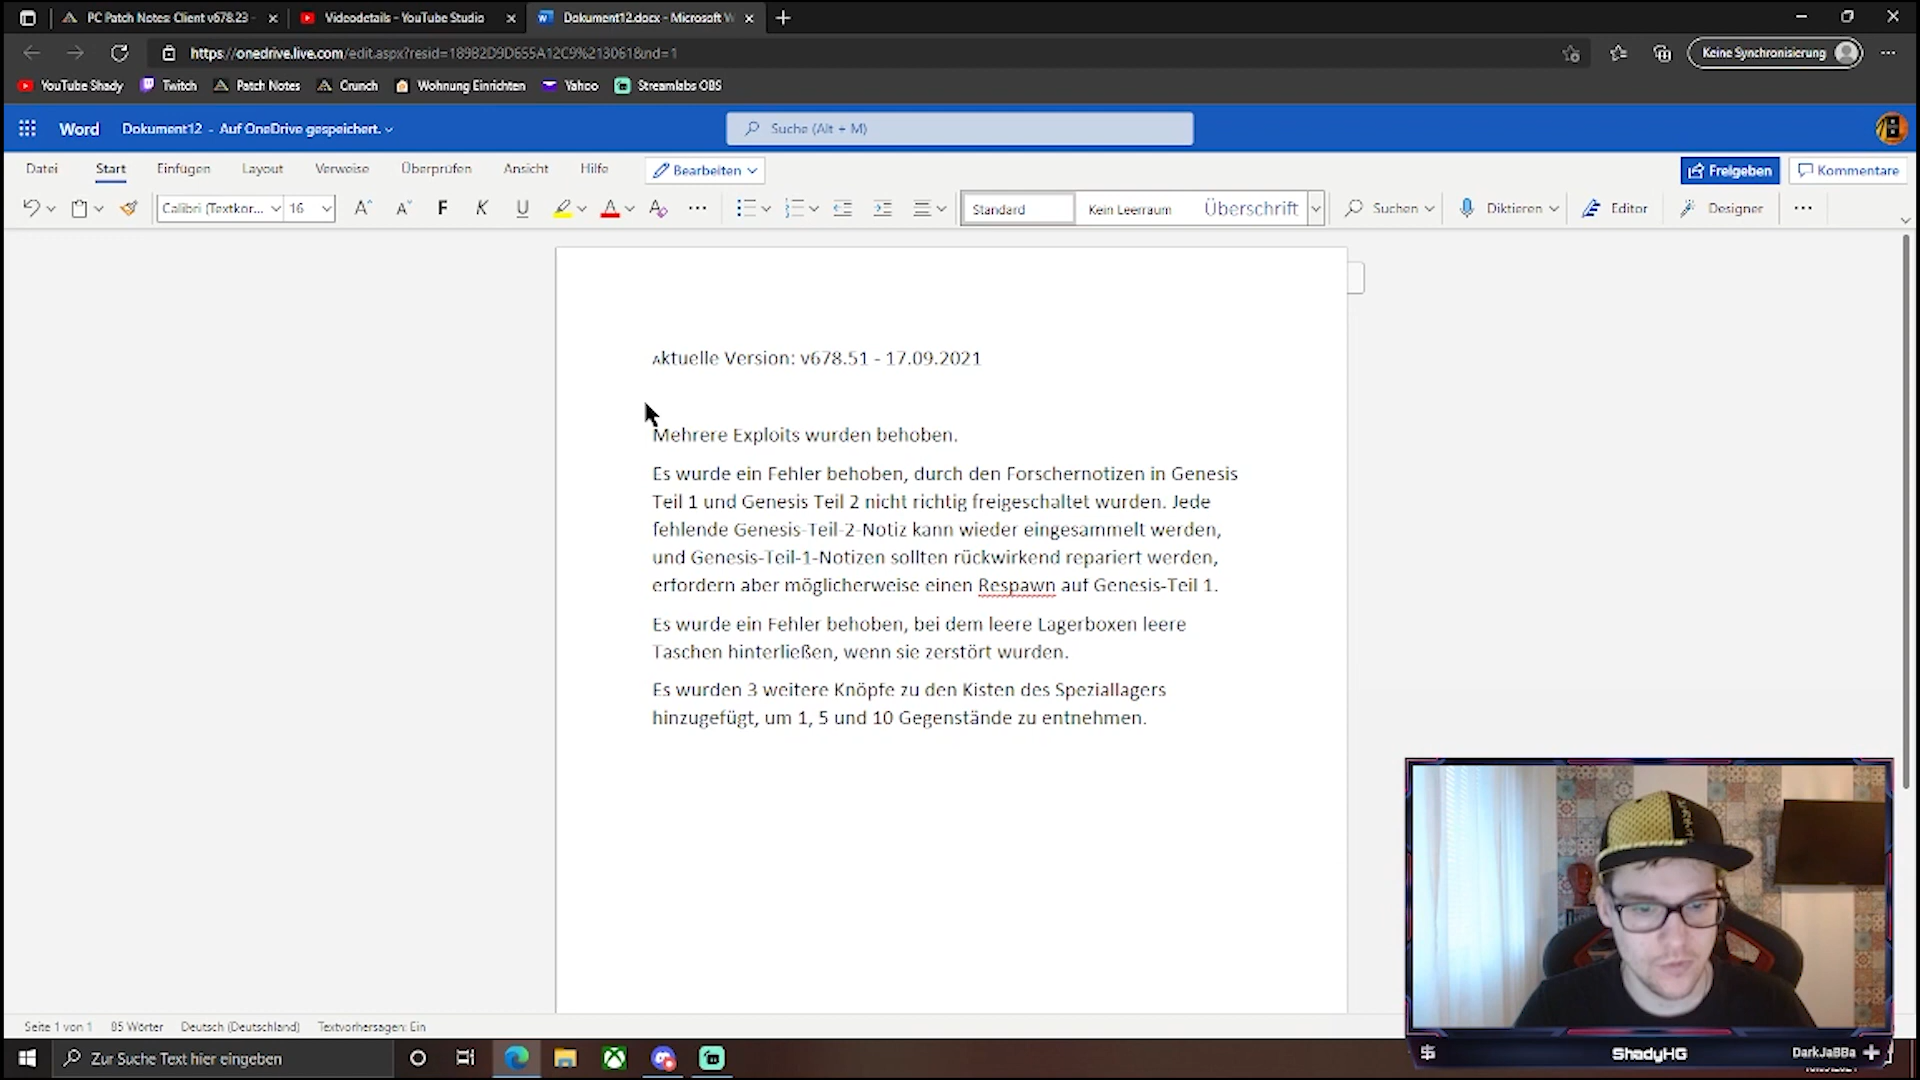 PC Patch Notes: Client v678.23 -
Videodetails - YouTube Studio
Dokument12.docx - Microsoft W
https://onedrive.live.com/edit.aspx?resid=189B2D9D655A12C9%213061&nd=1
Keine Synchronisierung
YouTube Shady
Twitch
Patch Notes
Crunch
Wohnung Einrichten
Yahoo
Streamlabs OBS
Word
Dokument12 - Auf OneDrive gespeichert.
Suche (Alt + M)
Datei
Start
Einfügen
Layout
Verweise
Überprüfen
Ansicht
Hilfe
Bearbeiten
Freigeben
Kommentare
Calibri (Textkor...
16
F
K
U
Standard
Kein Leerraum
Überschrift
Suchen
Diktieren
Editor
Designer
Aktuelle Version: v678.51 - 17.09.2021
Mehrere Exploits wurden behoben.
Es wurde ein Fehler behoben, durch den Forschernotizen in Genesis
Teil 1 und Genesis Teil 2 nicht richtig freigeschaltet wurden. Jede
fehlende Genesis-Teil-2-Notiz kann wieder eingesammelt werden,
und Genesis-Teil-1-Notizen sollten rückwirkend repariert werden,
erfordern aber möglicherweise einen Respawn auf Genesis-Teil 1.
Es wurde ein Fehler behoben, bei dem leere Lagerboxen leere
Taschen hinterließen, wenn sie zerstört wurden.
Es wurden 3 weitere Knöpfe zu den Kisten des Speziallagers
hinzugefügt, um 1, 5 und 10 Gegenstände zu entnehmen.
Seite 1 von 1
85 Wörter
Deutsch (Deutschland)
Textvorhersagen: Ein
Zur Suche Text hier eingeben
ShadyHG
DarkJaBBa